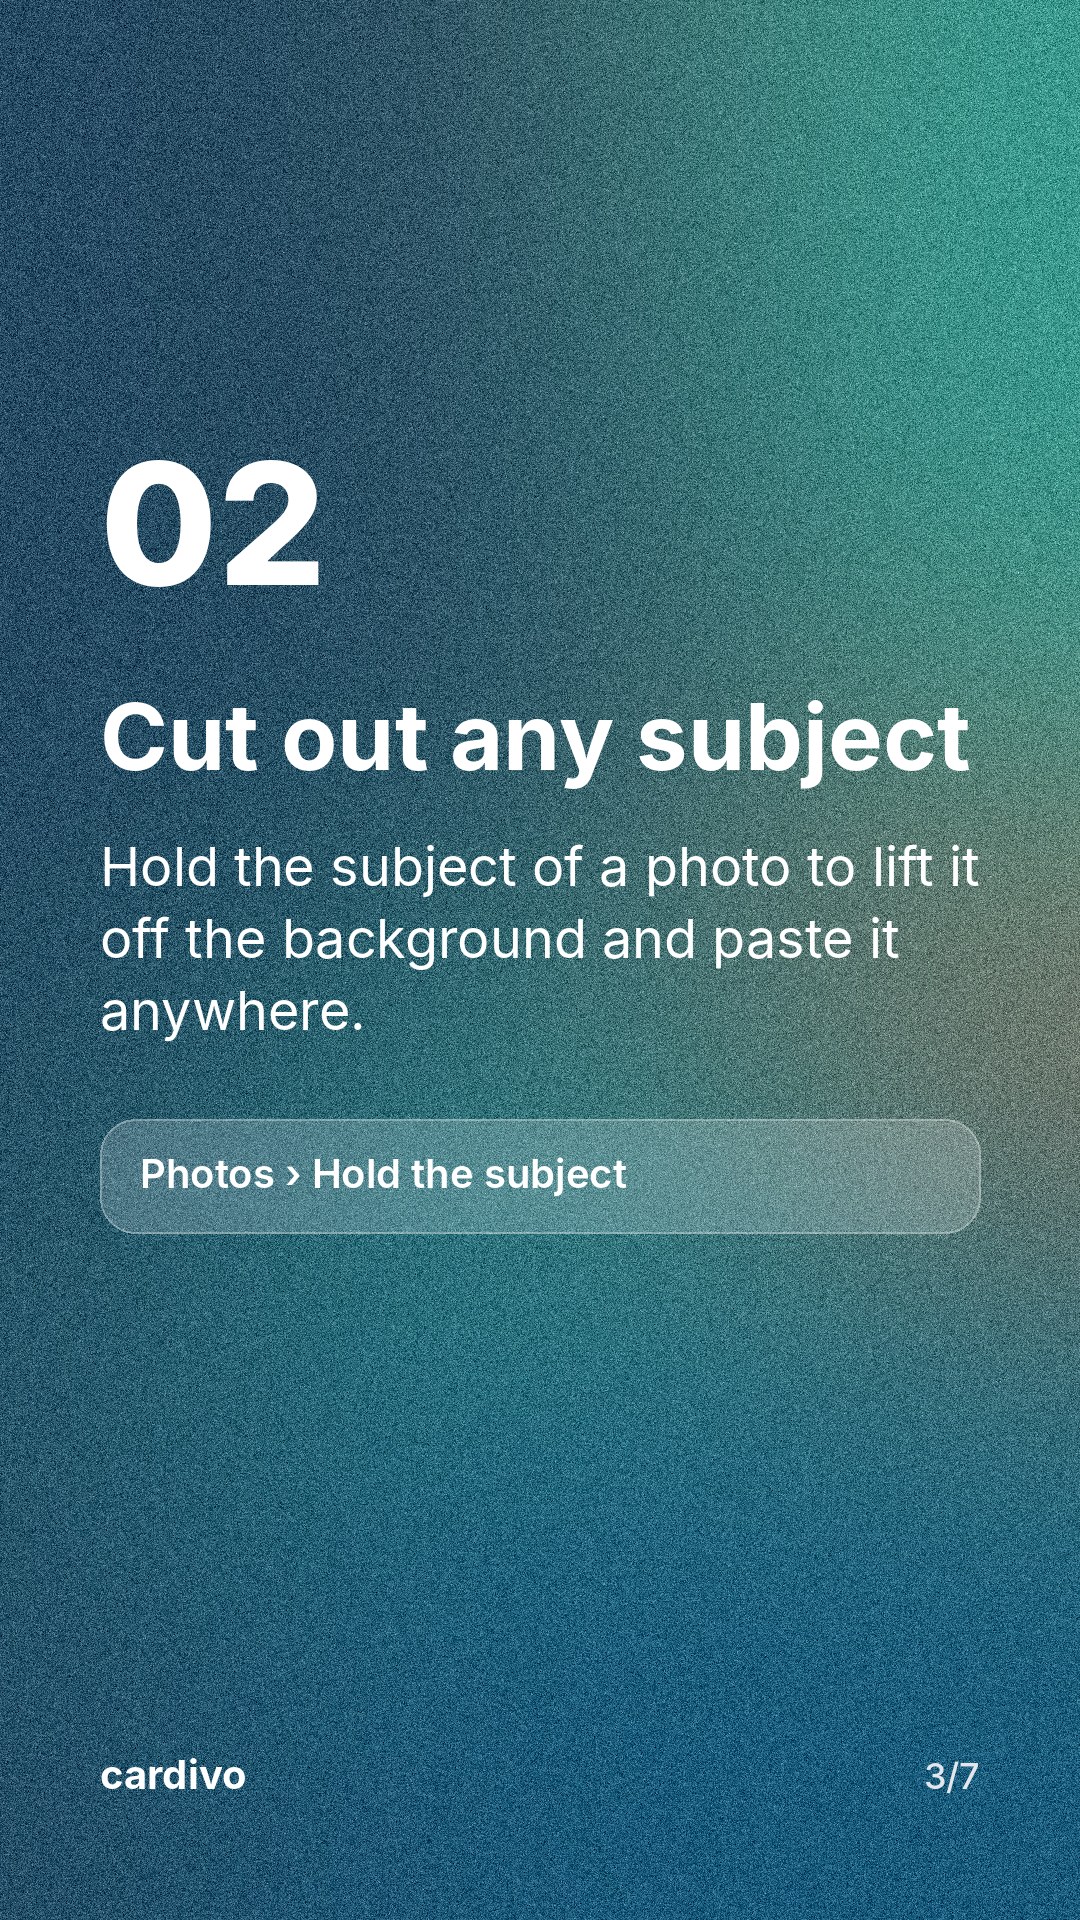 02
Cut out any subject
Hold the subject of a photo to lift it
off the background and paste it
anywhere.
Photos › Hold the subject
cardivo
3/7